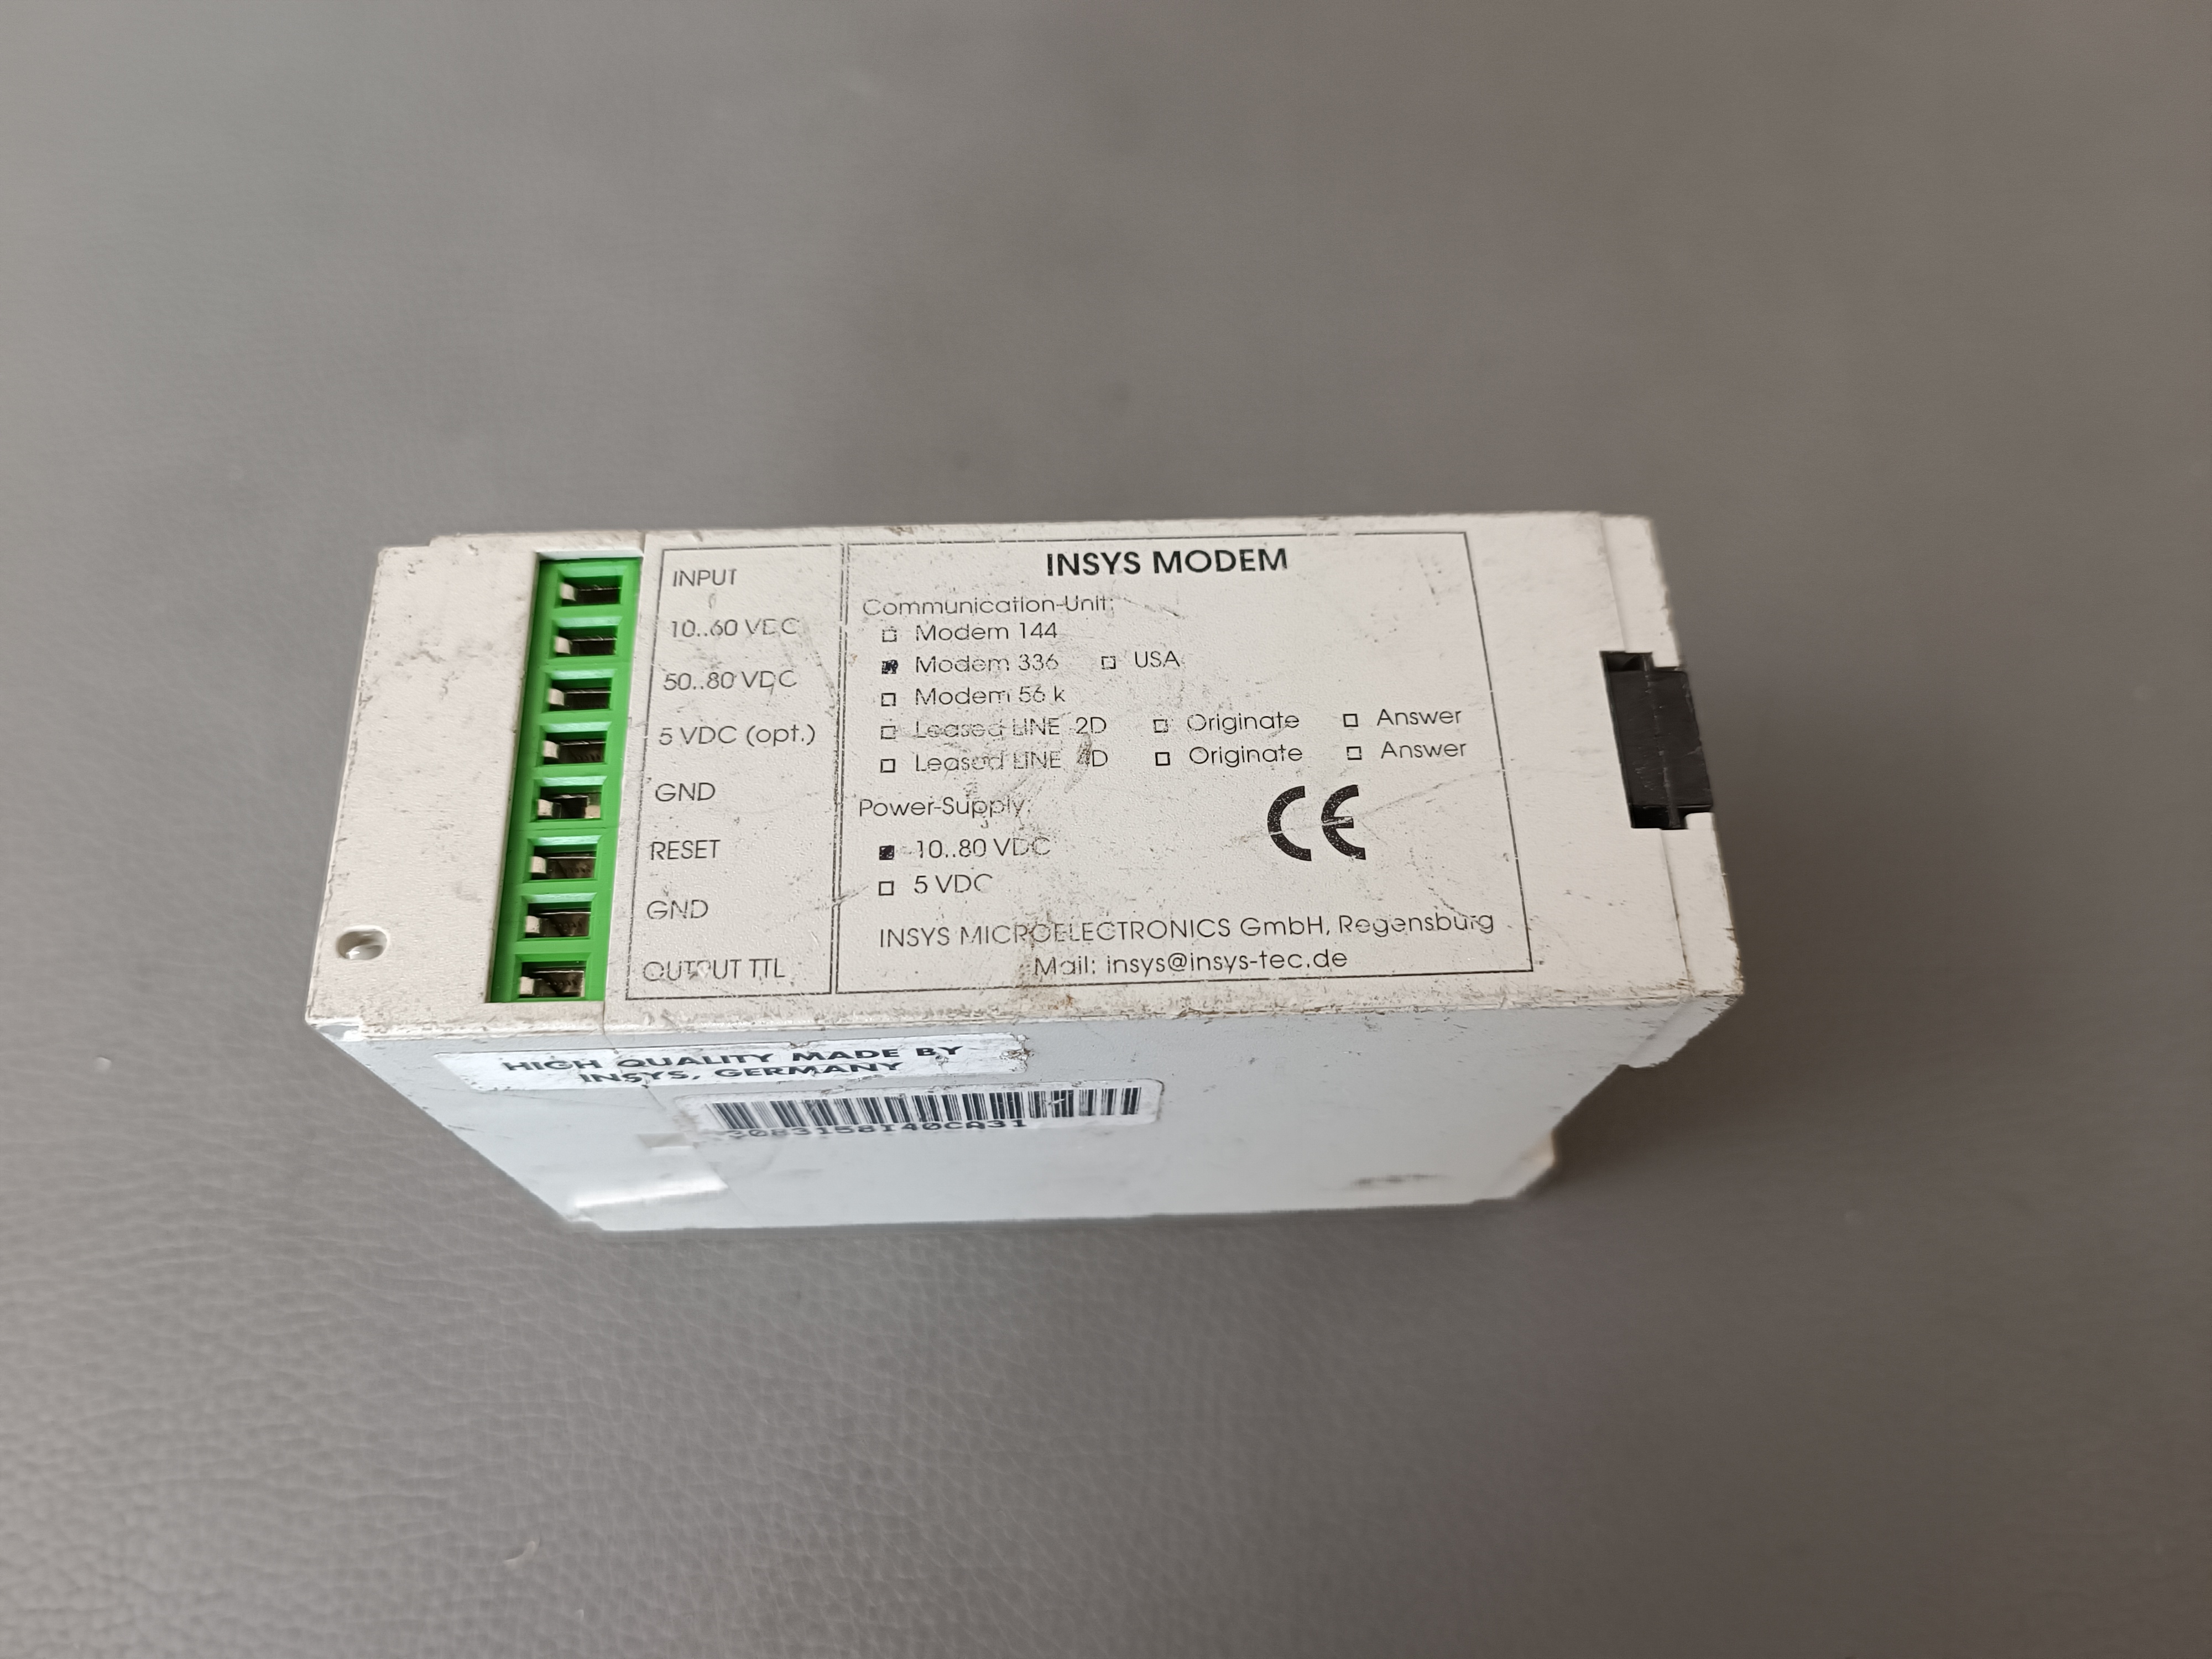 INPUT
10..60 VDC
50..80 VDC
5 VDC (opt.)
GND
RESET
GND
OUTPUT TTL
INSYS MODEM
Communication-Unit:
Modem 144
Modem 336 USA
Modem 56 k
Leased LINE 2D Originate Answer
Leased LINE 4D Originate Answer
Power-Supply:
10..80 VDC
5 VDC
CE
INSYS MICROELECTRONICS GmbH, Regensburg
Mail: insys@insys-tec.de
HIGH QUALITY MADE BY
INSYS, GERMANY